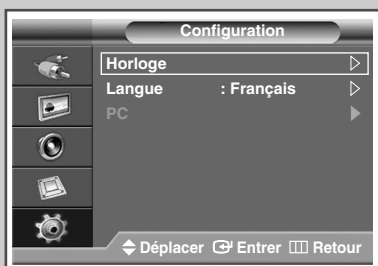 Configuration
Horloge
Langue : Français
PC
Déplacer Entrer Retour